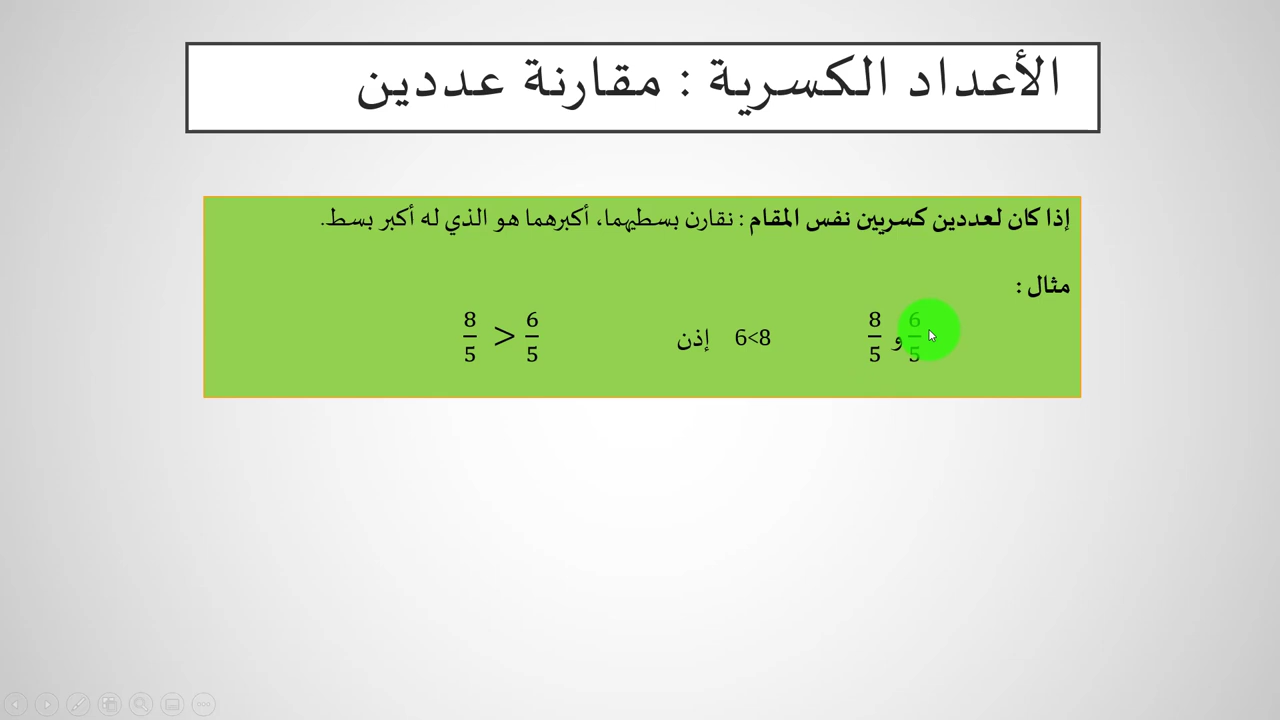 الأعداد الكسرية : مقارنة عددين
إذا كان لعددين كسريين نفس المقام : نقارن بسطيهما، أكبرهما هو الذي له أكبر بسط.
مثال :
6/5 و 8/5 6<8 إذن 8/5 > 6/5